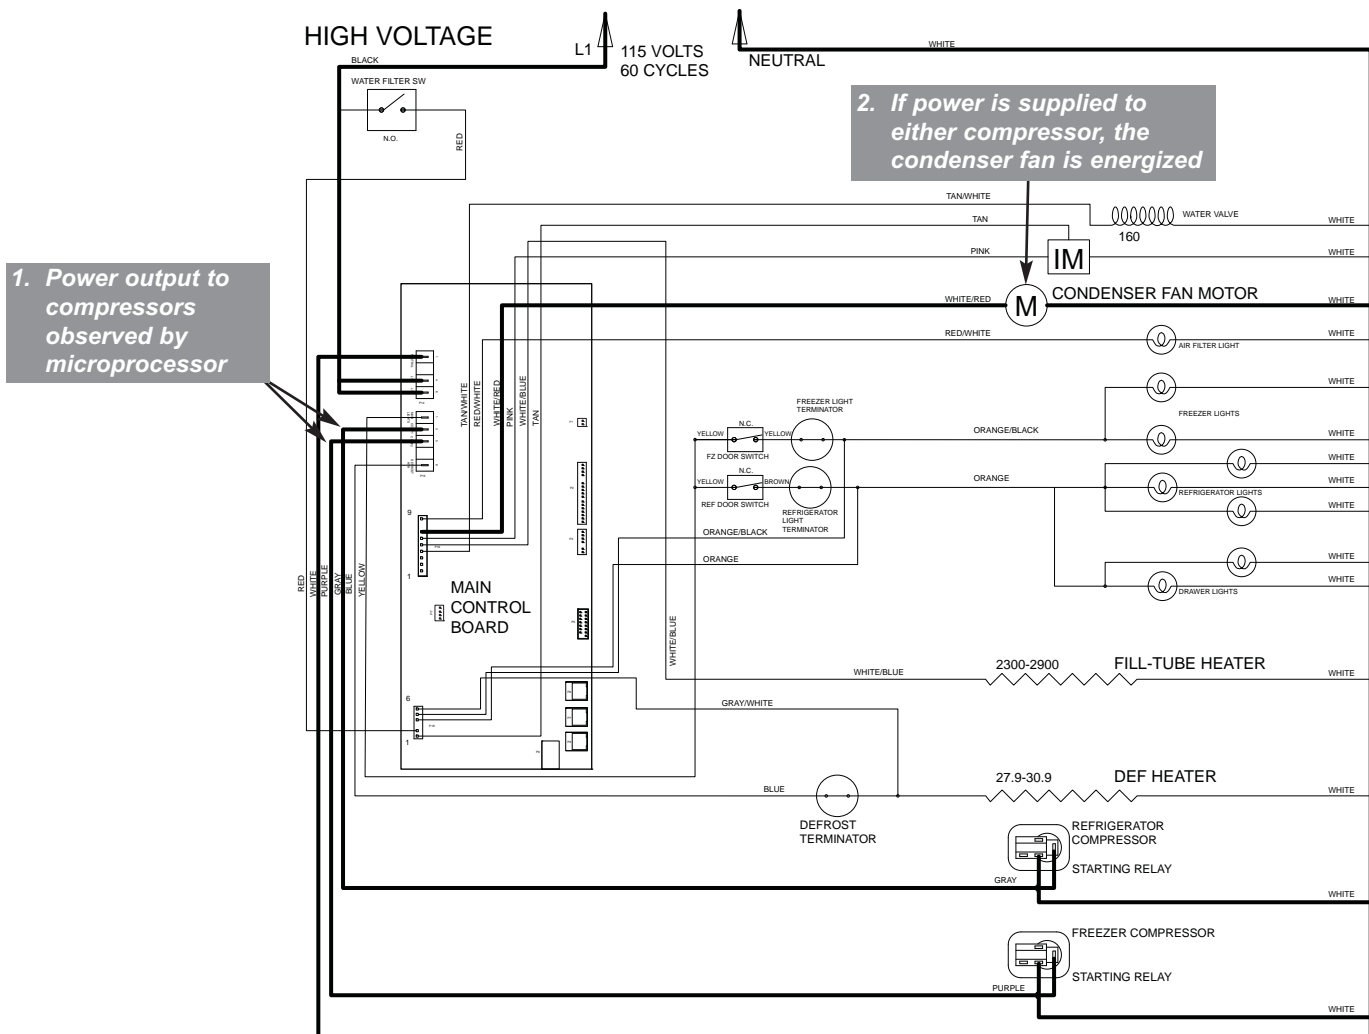 HIGH VOLTAGE
L1
115 VOLTS
60 CYCLES
NEUTRAL
WHITE
BLACK
WATER FILTER SW
N.O.
RED
2. If power is supplied to
either compressor, the
condenser fan is energized
TAN/WHITE
WATER VALVE
160
WHITE
TAN
PINK
IM
WHITE
1. Power output to
compressors
observed by
microprocessor
WHITE/RED
M
CONDENSER FAN MOTOR
WHITE
RED/WHITE
AIR FILTER LIGHT
WHITE
TAN/WHITE
RED/WHITE
WHITE/RED
PINK
WHITE/BLUE
TAN
WHITE
FREEZER LIGHTS
FREEZER LIGHT
TERMINATOR
N.C.
YELLOW
YELLOW
FZ DOOR SWITCH
ORANGE/BLACK
WHITE
WHITE
N.C.
YELLOW
BROWN
REF DOOR SWITCH
REFRIGERATOR
LIGHT
TERMINATOR
ORANGE
REFRIGERATOR LIGHTS
WHITE
WHITE
ORANGE/BLACK
ORANGE
WHITE
DRAWER LIGHTS
WHITE
9
1
RED
WHITE
PURPLE
GRAY
BLUE
YELLOW
MAIN
CONTROL
BOARD
WHITE/BLUE
WHITE/BLUE
2300-2900
FILL-TUBE HEATER
WHITE
6
1
GRAY/WHITE
BLUE
DEFROST
TERMINATOR
27.9-30.9
DEF HEATER
WHITE
REFRIGERATOR
COMPRESSOR
STARTING RELAY
GRAY
WHITE
FREEZER COMPRESSOR
STARTING RELAY
PURPLE
WHITE